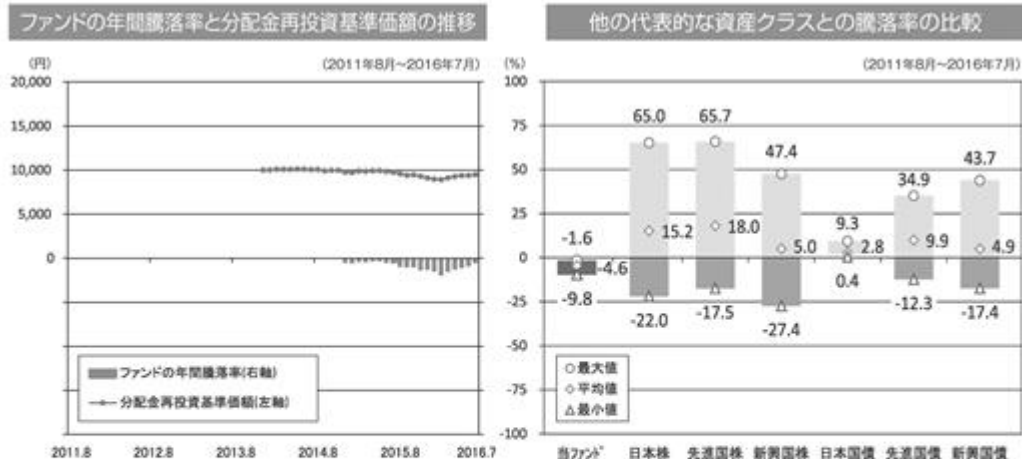 ファンドの年間騰落率と分配金再投資基準価額の推移
(円)
(2011年8月～2016年7月)
20,000
15,000
10,000
5,000
0
ファンドの年間騰落率(右軸)
分配金再投資基準価額(左軸)
2011.8 2012.8 2013.8 2014.8 2015.8 2016.7
他の代表的な資産クラスとの騰落率の比較
(%)
(2011年8月～2016年7月)
100
75
50
25
0
-25
-50
-75
-100
65.0 65.7 47.4 9.3 34.9 43.7
-1.6
15.2 18.0 5.0 2.8 9.9 4.9
-4.6
-9.8 -22.0 -17.5 -27.4 0.4 -12.3 -17.4
最大値
平均値
最小値
当ファンド 日本株 先進国株 新興国株 日本国債 先進国債 新興国債